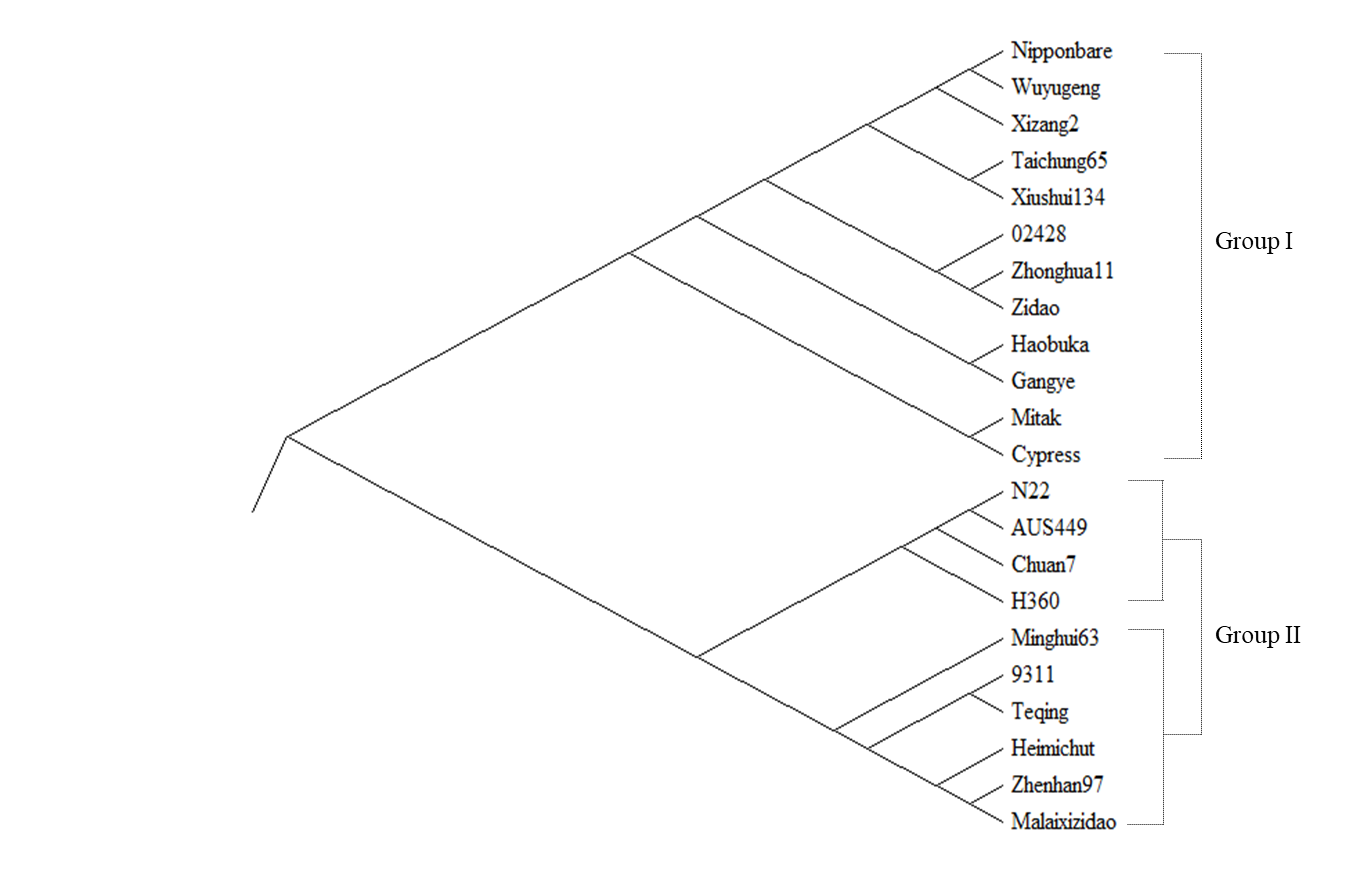 Nipponbare
Wuyugeng
Xizang2
Taichung65
Xiushui134
02428
Zhonghua11
Zidao
Haobuka
Gangye
Mitak
Cypress
Group I
N22
AUS449
Chuan7
H360
Minghui63
9311
Teqing
Heimichut
Zhenhan97
Malaixizidao
Group II